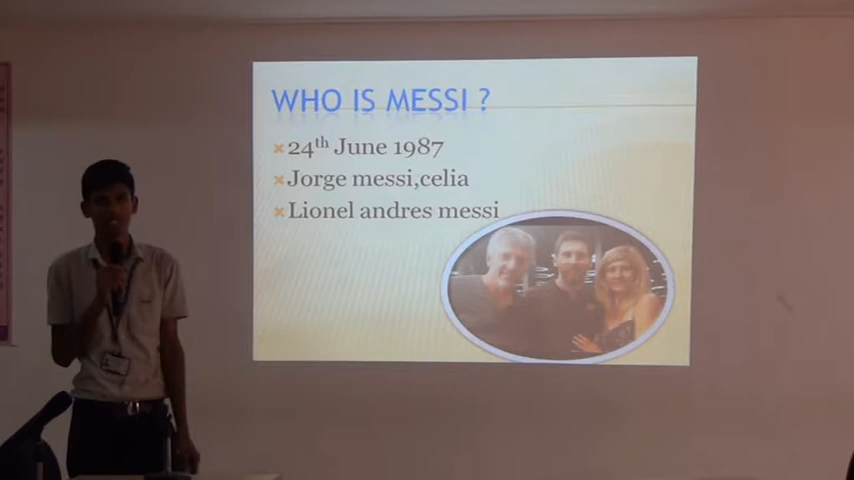 WHO IS MESSI ?
24th June 1987
Jorge messi,celia
Lionel andres messi